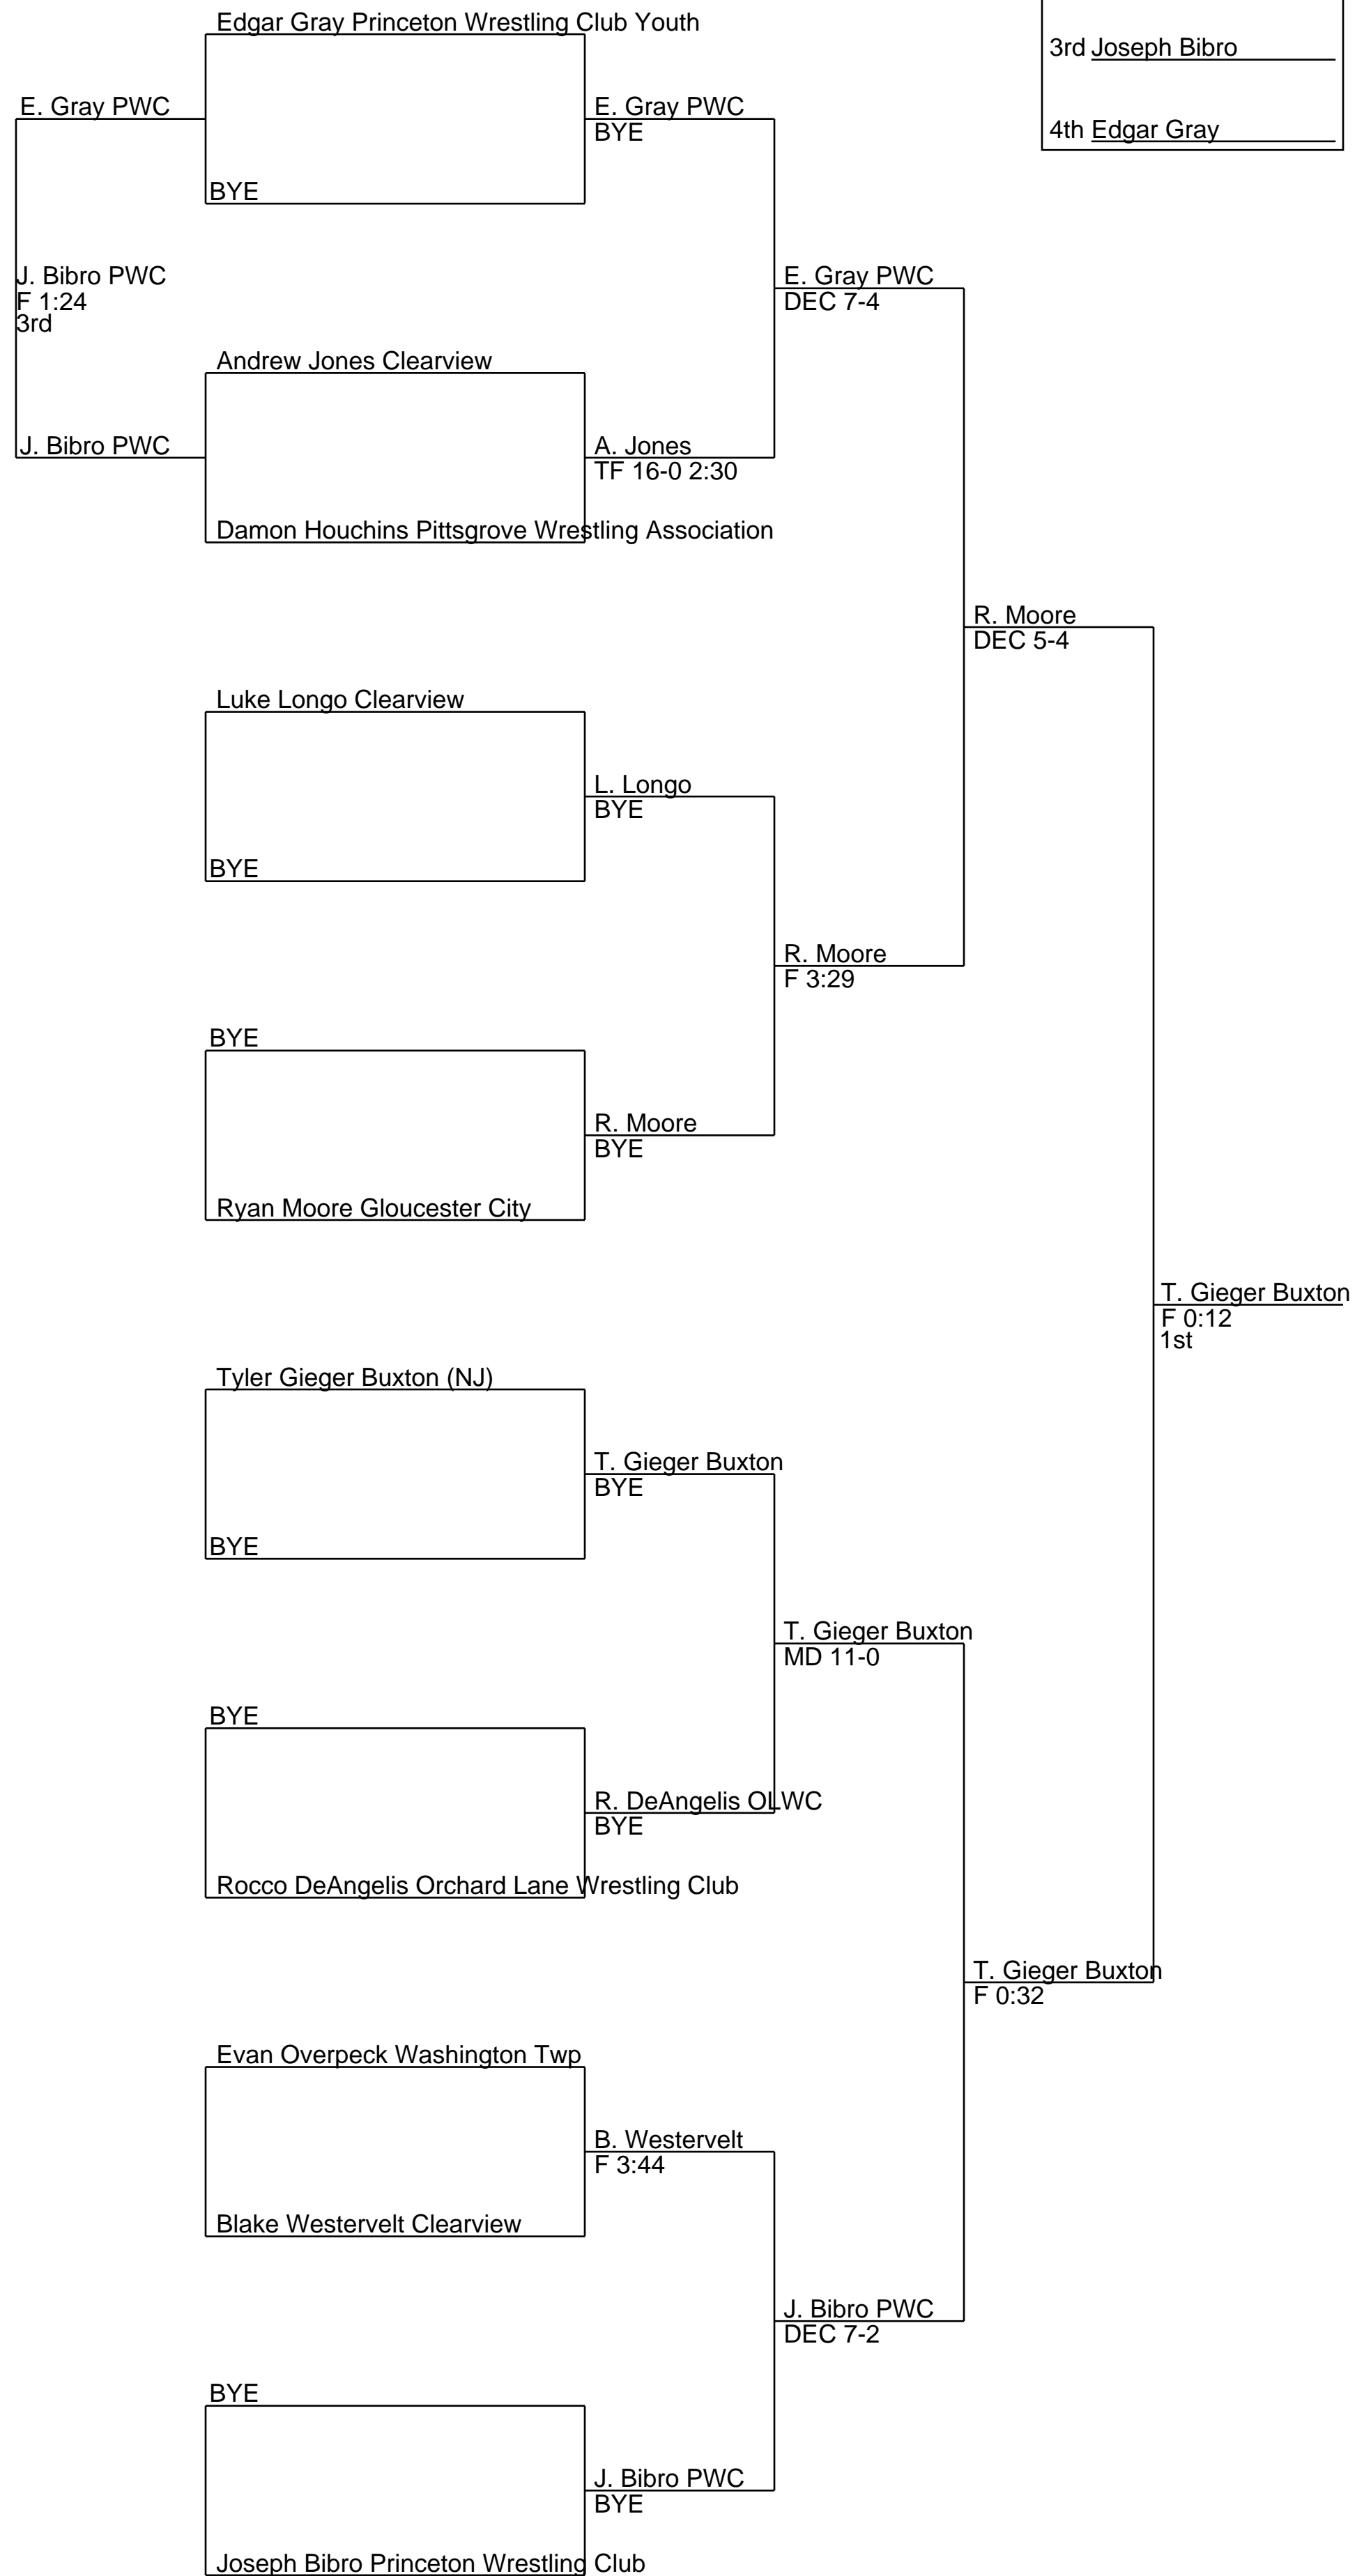 Edgar Gray Princeton Wrestling Club Youth
3rd Joseph Bibro
E. Gray PWC
E. Gray PWC
BYE
4th Edgar Gray
BYE
J. Bibro PWC
F 1:24
3rd
E. Gray PWC
DEC 7-4
Andrew Jones Clearview
J. Bibro PWC
A. Jones
TF 16-0 2:30
Damon Houchins Pittsgrove Wrestling Association
R. Moore
DEC 5-4
Luke Longo Clearview
L. Longo
BYE
BYE
R. Moore
F 3:29
BYE
R. Moore
BYE
Ryan Moore Gloucester City
T. Gieger Buxton
F 0:12
1st
Tyler Gieger Buxton (NJ)
T. Gieger Buxton
BYE
BYE
T. Gieger Buxton
MD 11-0
BYE
R. DeAngelis OLWC
BYE
Rocco DeAngelis Orchard Lane Wrestling Club
T. Gieger Buxton
F 0:32
Evan Overpeck Washington Twp
B. Westervelt
F 3:44
Blake Westervelt Clearview
J. Bibro PWC
DEC 7-2
BYE
J. Bibro PWC
BYE
Joseph Bibro Princeton Wrestling Club